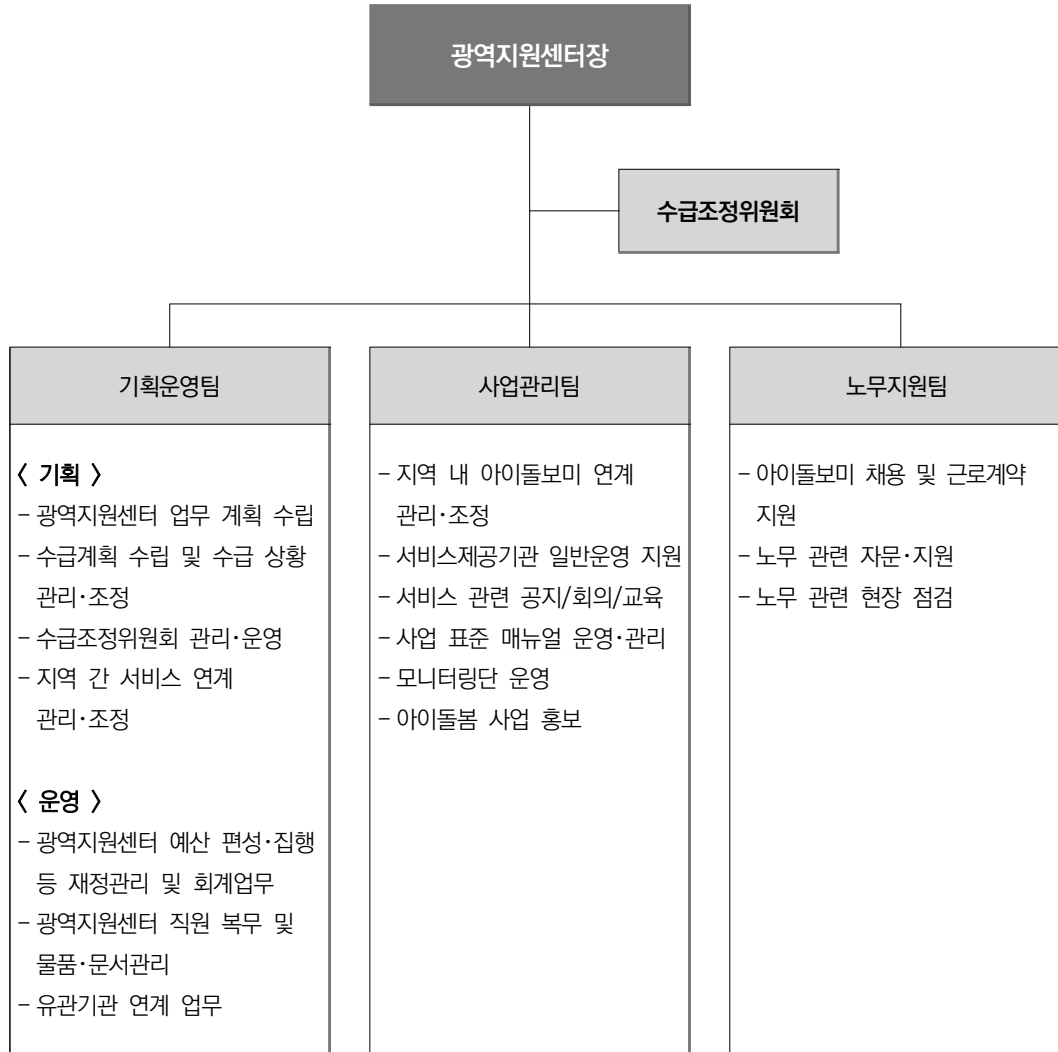 광역지원센터장
수급조정위원회
기획운영팀
〈 기획 〉
- 광역지원센터 업무 계획 수립
- 수급계획 수립 및 수급 상황
관리·조정
- 수급조정위원회 관리·운영
- 지역 간 서비스 연계
관리·조정
〈 운영 〉
- 광역지원센터 예산 편성·집행
등 재정관리 및 회계업무
- 광역지원센터 직원 복무 및
물품·문서관리
- 유관기관 연계 업무
사업관리팀
- 지역 내 아이돌보미 연계
관리·조정
- 서비스제공기관 일반운영 지원
- 서비스 관련 공지/회의/교육
- 사업 표준 매뉴얼 운영·관리
- 모니터링단 운영
- 아이돌봄 사업 홍보
노무지원팀
- 아이돌보미 채용 및 근로계약
지원
- 노무 관련 자문·지원
- 노무 관련 현장 점검